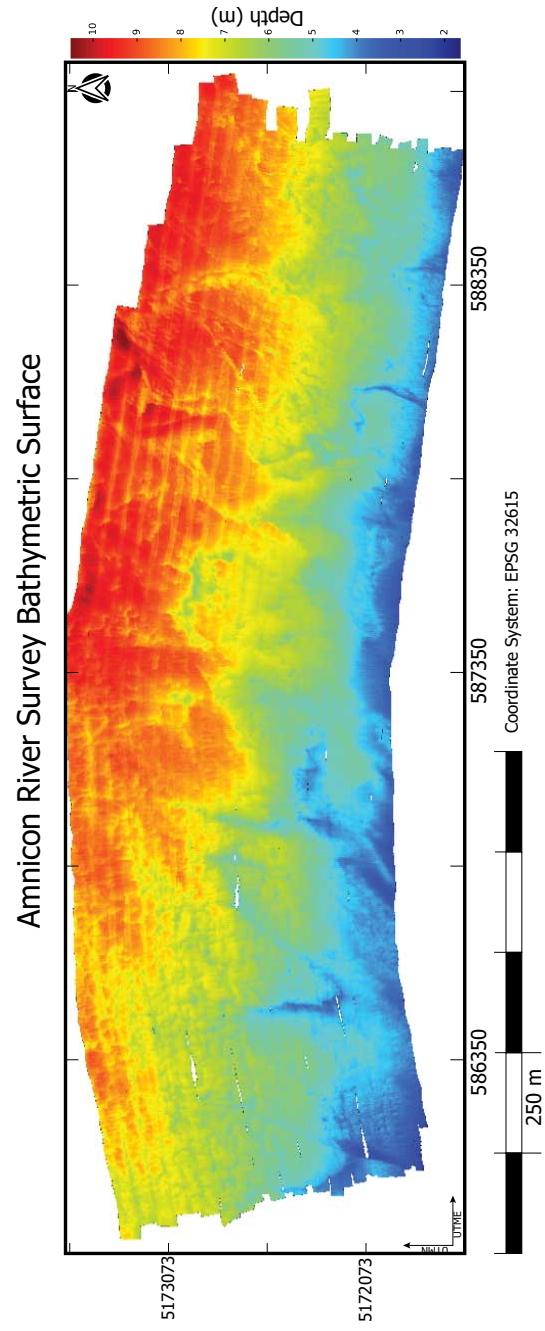 Amnicon River Survey Bathymetric Surface
N
Depth (m)
10
9
8
7
6
5
4
3
2
5173073
5172073
UTMN
UTME
586350
587350
588350
250 m
Coordinate System: EPSG 32615